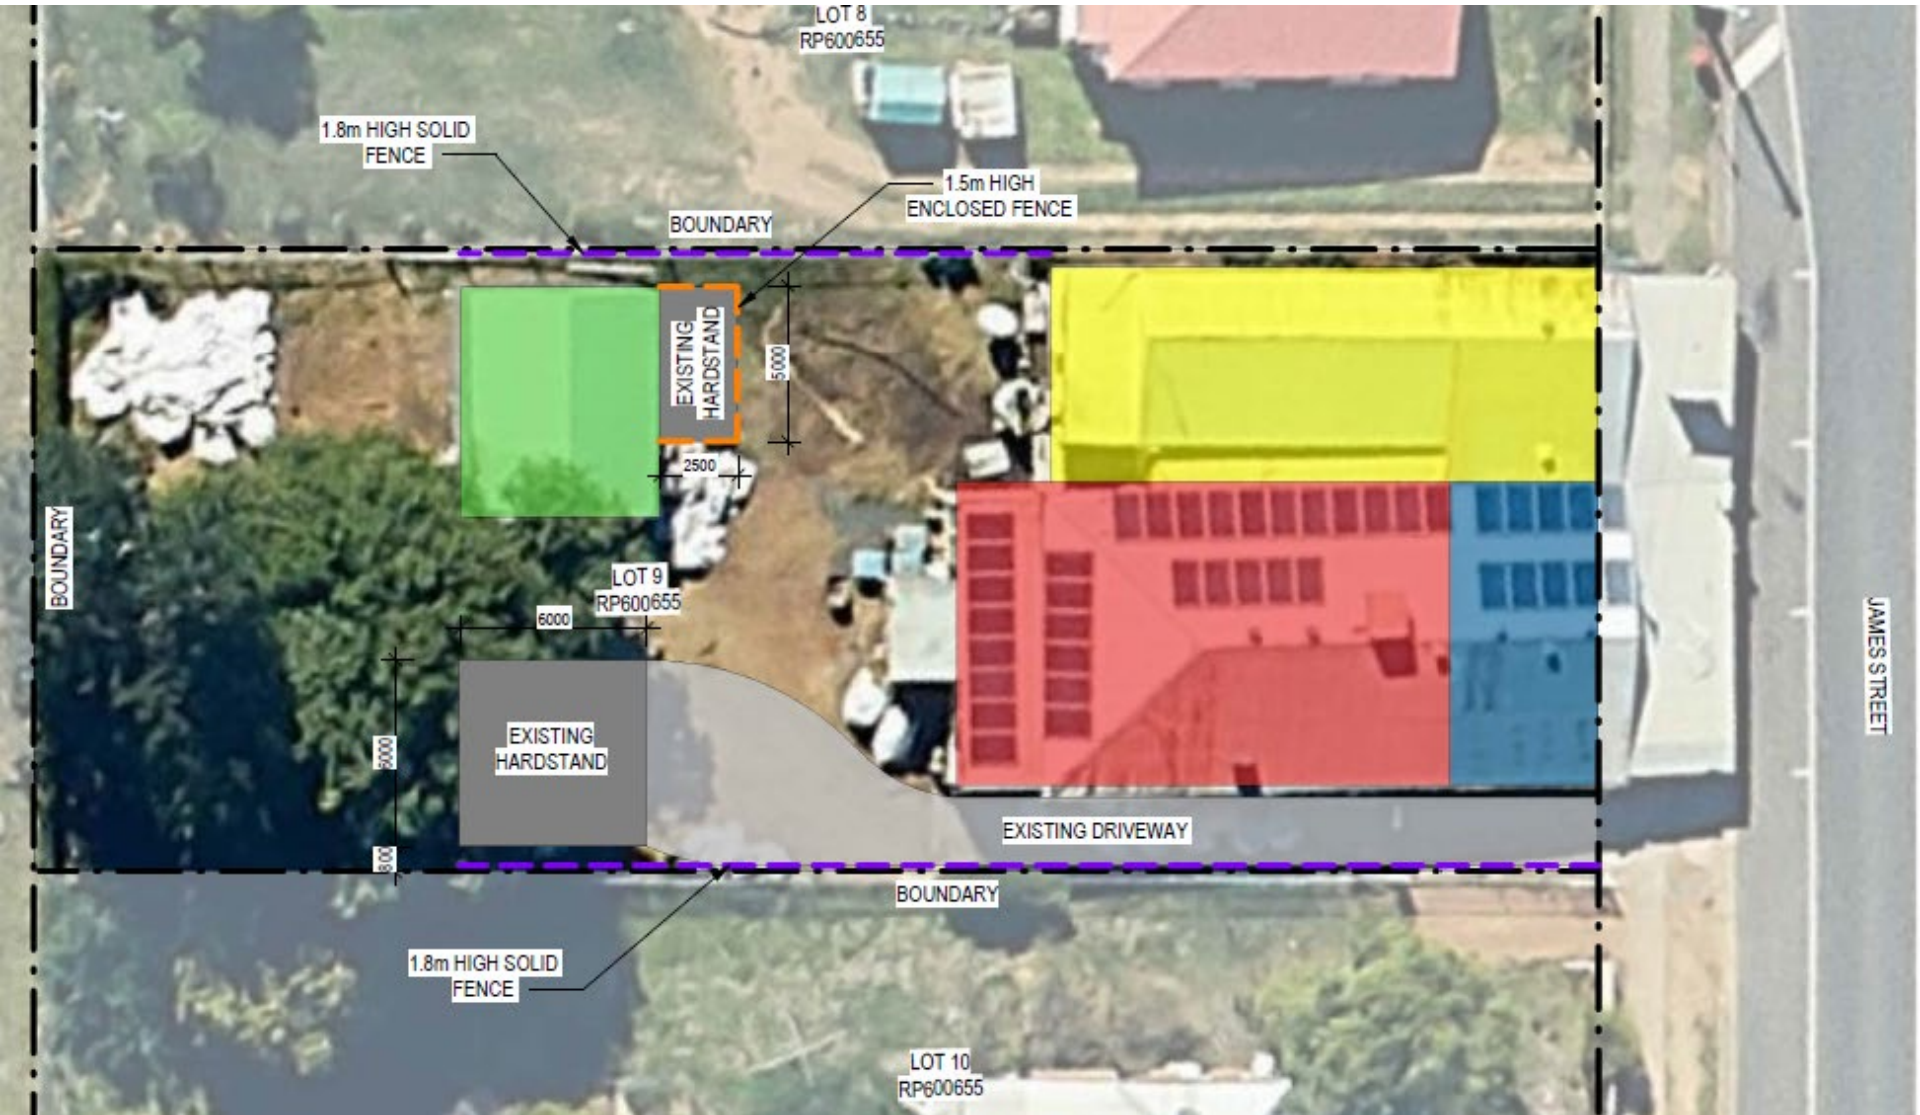 LOT 8
RP600655
1.8m HIGH SOLID
FENCE
1.5m HIGH
ENCLOSED FENCE
BOUNDARY
EXISTING
HARDSTAND
5000
2500
BOUNDARY
LOT 9
RP600655
6000
JAMES STREET
EXISTING
HARDSTAND
6000
EXISTING DRIVEWAY
800
BOUNDARY
1.8m HIGH SOLID
FENCE
LOT 10
RP600655